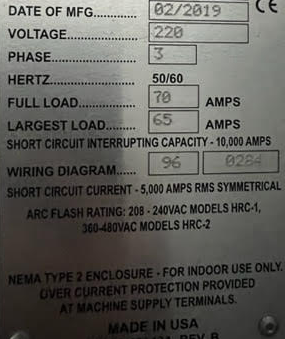 DATE OF MFG............ 02/2019 CE
VOLTAGE.................. 220
PHASE..................... 3
HERTZ 50/60
FULL LOAD............... 70 AMPS
LARGEST LOAD........ 65 AMPS
SHORT CIRCUIT INTERRUPTING CAPACITY - 10,000 AMPS
WIRING DIAGRAM...... 96 0284
SHORT CIRCUIT CURRENT - 5,000 AMPS RMS SYMMETRICAL
ARC FLASH RATING: 208 - 240VAC MODELS HRC-1,
360-480VAC MODELS HRC-2
NEMA TYPE 2 ENCLOSURE - FOR INDOOR USE ONLY.
OVER CURRENT PROTECTION PROVIDED
AT MACHINE SUPPLY TERMINALS.
MADE IN USA
REV B